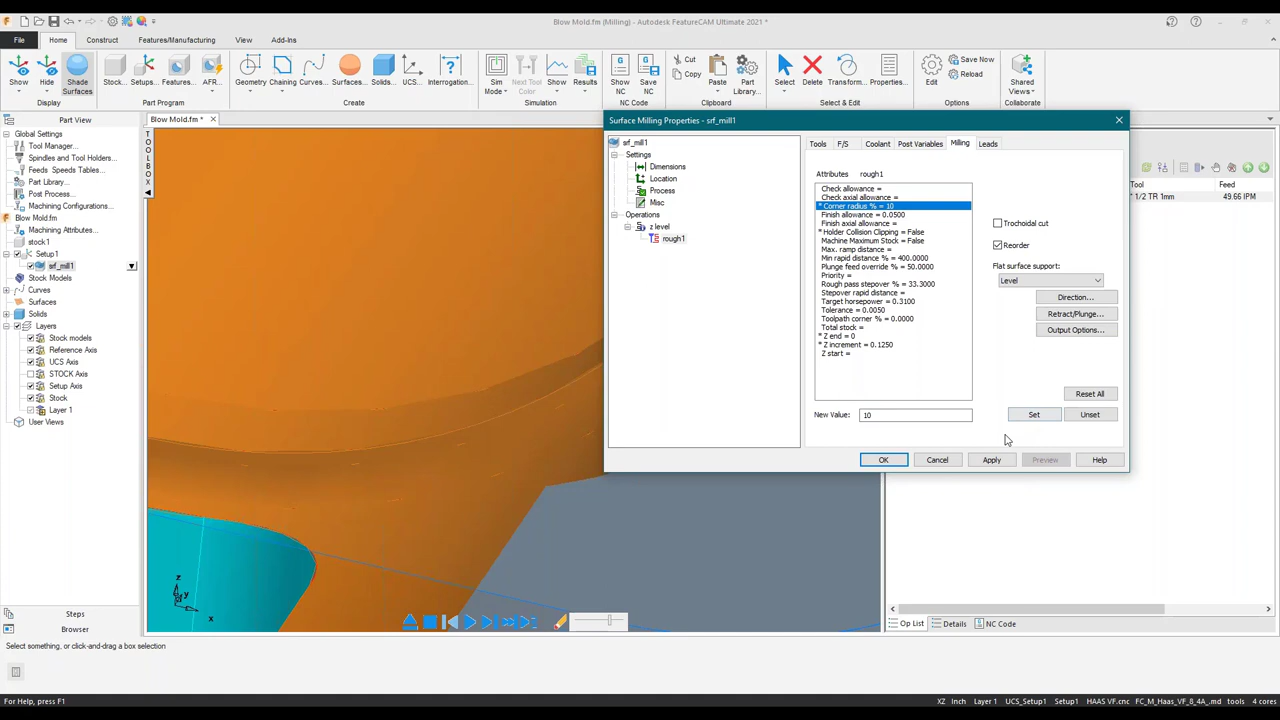 Blow Mold.fm (Milling) - Autodesk FeatureCAM Ultimate 2021 *
File
Home
Construct
Features/Manufacturing
View
Add-Ins
Show
Hide
Shade Surfaces
Stock...
Setups...
Features...
AFR...
Geometry
Chaining
Curves...
Surfaces...
Solids...
UCS...
Interrogation...
Sim Mode
Next Tool Color
Show
Results
Show NC
Save NC
Cut
Copy
Paste
Part Library...
Select
Delete
Transform...
Properties...
Edit
Save Now
Reload
Shared Views
Display
Part Program
Create
Simulation
NC Code
Clipboard
Select & Edit
Options
Collaborate
Part View
Blow Mold.fm *
TOOLBOX
Global Settings
Tool Manager...
Spindles and Tool Holders...
Feeds Speeds Tables...
Part Library...
Post Process...
Machining Configurations...
Blow Mold.fm
Machining Attributes...
stock1
Setup1
srf_mill1
Stock Models
Curves
Surfaces
Solids
Layers
Stock models
Reference Axis
UCS Axis
STOCK Axis
Setup Axis
Stock
Layer 1
User Views
Steps
Browser
z
y
x
Surface Milling Properties - srf_mill1
srf_mill1
Settings
Dimensions
Location
Process
Misc
Operations
z level
rough1
Tools
F/S
Coolant
Post Variables
Milling
Leads
Attributes rough1
Check allowance =
Check axial allowance =
* Corner radius % = 10
Finish allowance = 0.0500
Finish axial allowance =
* Holder Collision Clipping = False
Machine Maximum Stock = False
Max. ramp distance =
Min rapid distance % = 400.0000
Plunge feed override % = 50.0000
Priority =
Rough pass stepover % = 33.3000
Stepover rapid distance =
Target horsepower = 0.3100
Tolerance = 0.0050
Toolpath corner % = 0.0000
Total stock =
* Z end = 0
* Z increment = 0.1250
Z start =
Trochoidal cut
Reorder
Flat surface support:
Level
Direction...
Retract/Plunge...
Output Options...
Reset All
New Value:
10
Set
Unset
OK
Cancel
Apply
Preview
Help
Tool
Feed
* 1/2 TR 1mm
49.66 IPM
Op List
Details
NC Code
Select something, or click-and-drag a box selection
For Help, press F1
XZ
Inch
Layer 1
UCS_Setup1
Setup1
HAAS VF.cnc
FC_M_Haas_VF_8_4A_.md
tools
4 cores